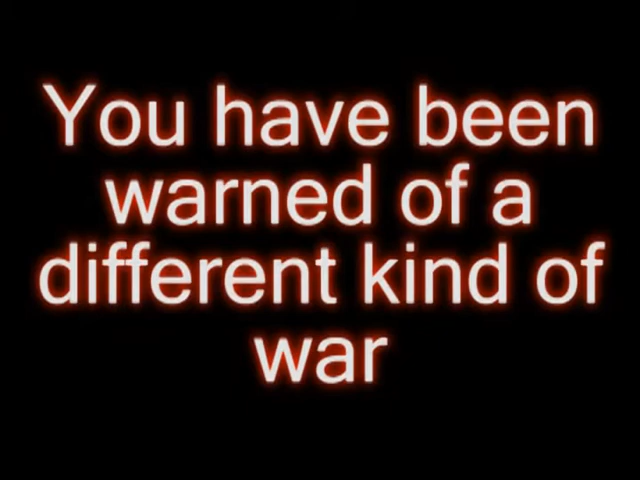 You have been
warned of a
different kind of
war